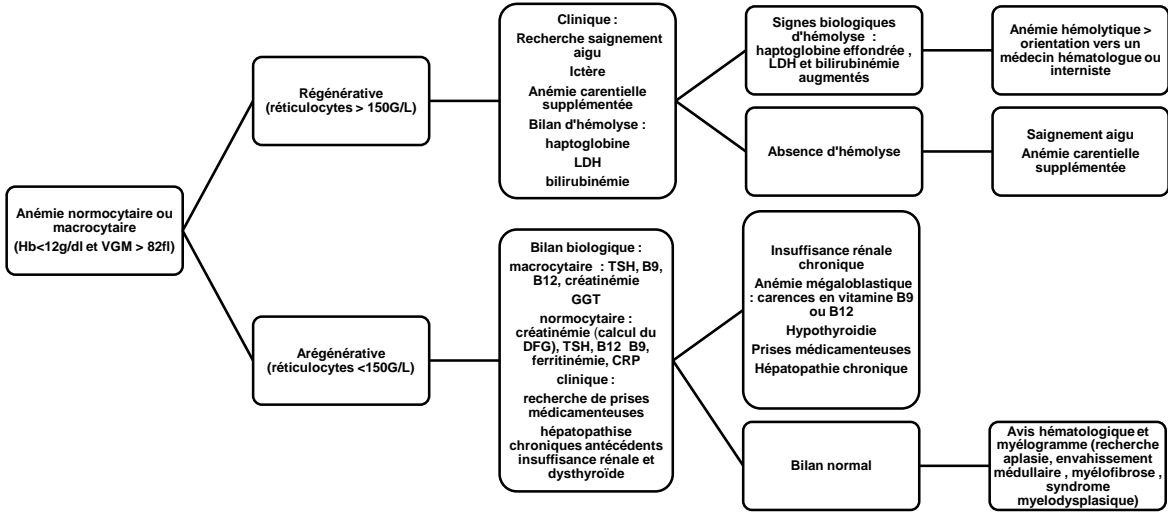 Anémie normocytaire ou
macrocytaire
(Hb<12g/dl et VGM > 82fl)
Régénérative
(réticulocytes > 150G/L)
Clinique :
Recherche saignement
aigu
Ictère
Anémie carentielle
supplémentée
Bilan d'hémolyse :
haptoglobine
LDH
bilirubinémie
Signes biologiques
d'hémolyse :
haptoglobine effondrée ,
LDH et bilirubinémie
augmentés
Anémie hémolytique >
orientation vers un
médecin hématologue ou
interniste
Absence d'hémolyse
Saignement aigu
Anémie carentielle
supplémentée
Arégénérative
(réticulocytes <150G/L)
Bilan biologique :
macrocytaire : TSH, B9,
B12, créatinémie
GGT
normocytaire :
créatinémie (calcul du
DFG), TSH, B12 B9,
ferritinémie, CRP
clinique :
recherche de prises
médicamenteuses
hépatopathise
chroniques antécédents
insuffisance rénale et
dysthyroïde
Insuffisance rénale
chronique
Anémie mégaloblastique
: carences en vitamine B9
ou B12
Hypothyroidie
Prises médicamenteuses
Hépatopathie chronique
Bilan normal
Avis hématologique et
myélogramme (recherche
aplasie, envahissement
médullaire , myélofibrose ,
syndrome
myelodysplasique)